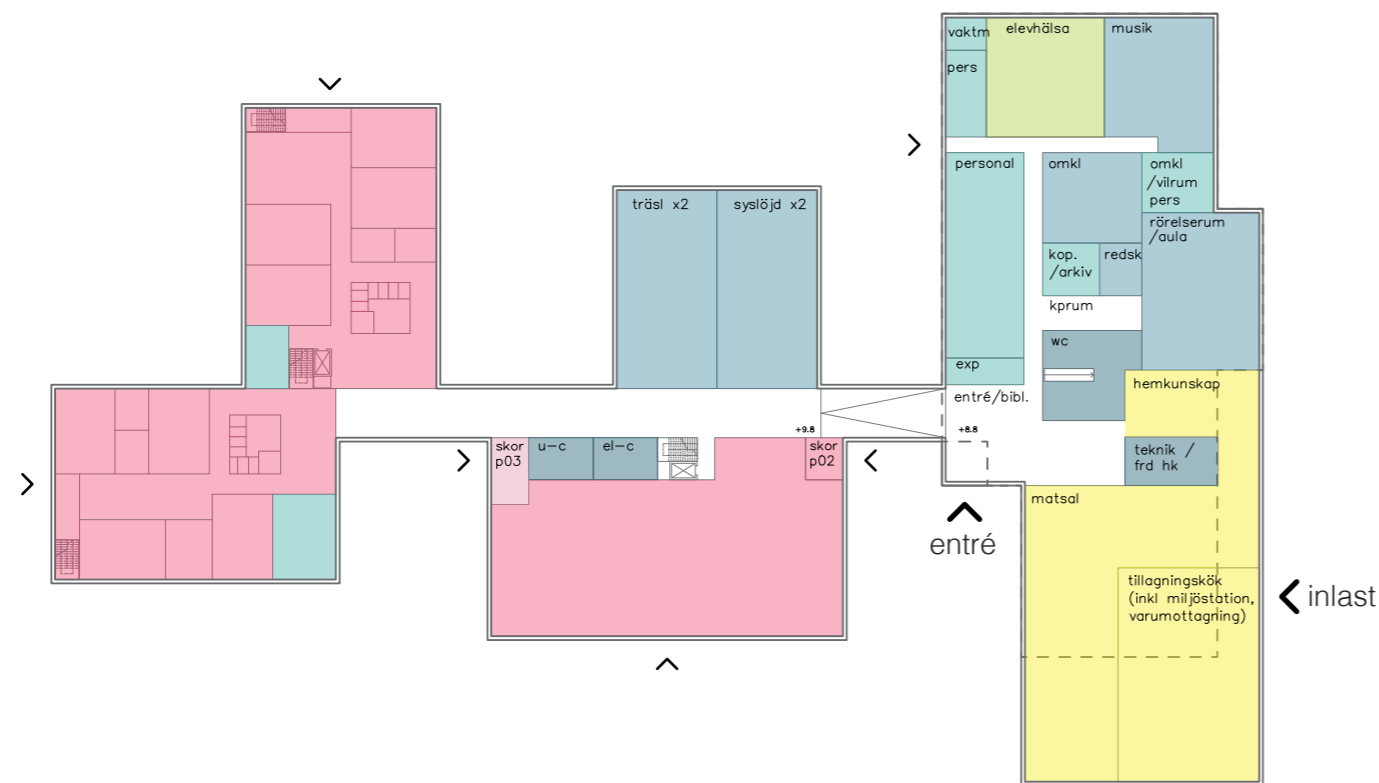 vaktm
elevhälsa
musik
pers
personal
omkl
omkl
/vilrum
pers
rörelserum
/aula
träsl x2
syslöjd x2
kop.
/arkiv
redsk
kprum
wc
exp
hemkunskap
entré/bibl.
+9.8
+8.8
skor
p03
u-c
el-c
skor
p02
teknik /
frd hk
matsal
entré
tillagningskök
(inkl miljöstation,
varumottagning)
inlast